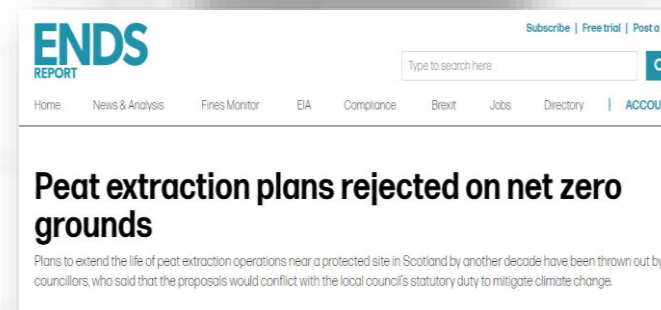 ENDS
REPORT
Subscribe | Free trial | Post a
Type to search here
Home News & Analysis Fines Monitor EIA Compliance Brexit Jobs Directory | ACCOU
Peat extraction plans rejected on net zero
grounds
Plans to extend the life of peat extraction operations near a protected site in Scotland by another decade have been thrown out by
councillors, who said that the proposals would conflict with the local council's statutory duty to mitigate climate change.